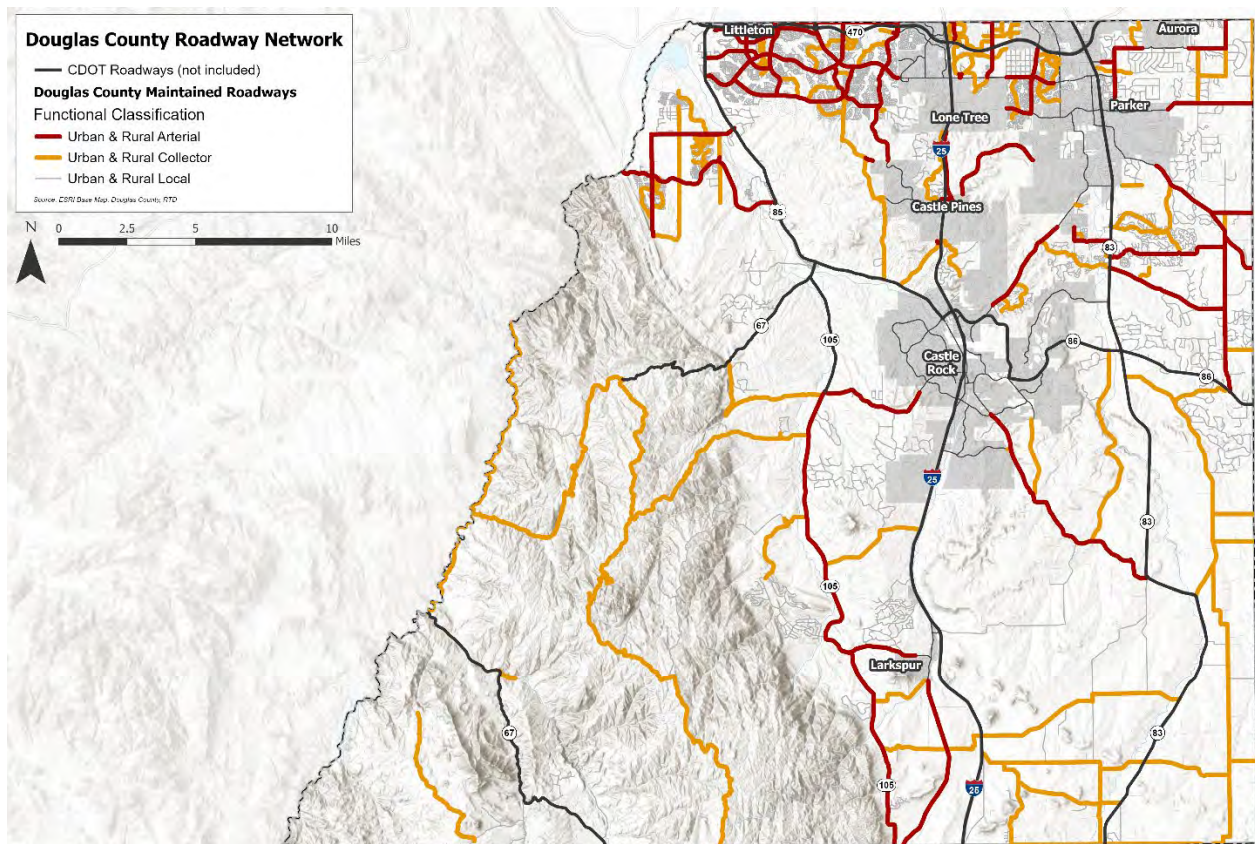 Douglas County Roadway Network
CDOT Roadways (not included)
Douglas County Maintained Roadways
Functional Classification
Urban & Rural Arterial
Urban & Rural Collector
Urban & Rural Local
Source: ESRI Base Map, Douglas County, RTD
N
0 2.5 5 10
Miles
Littleton
470
Aurora
Parker
Lone Tree
25
Castle Pines
85
83
67
105
86
Castle
Rock
86
25
83
105
Larkspur
67
83
105
25